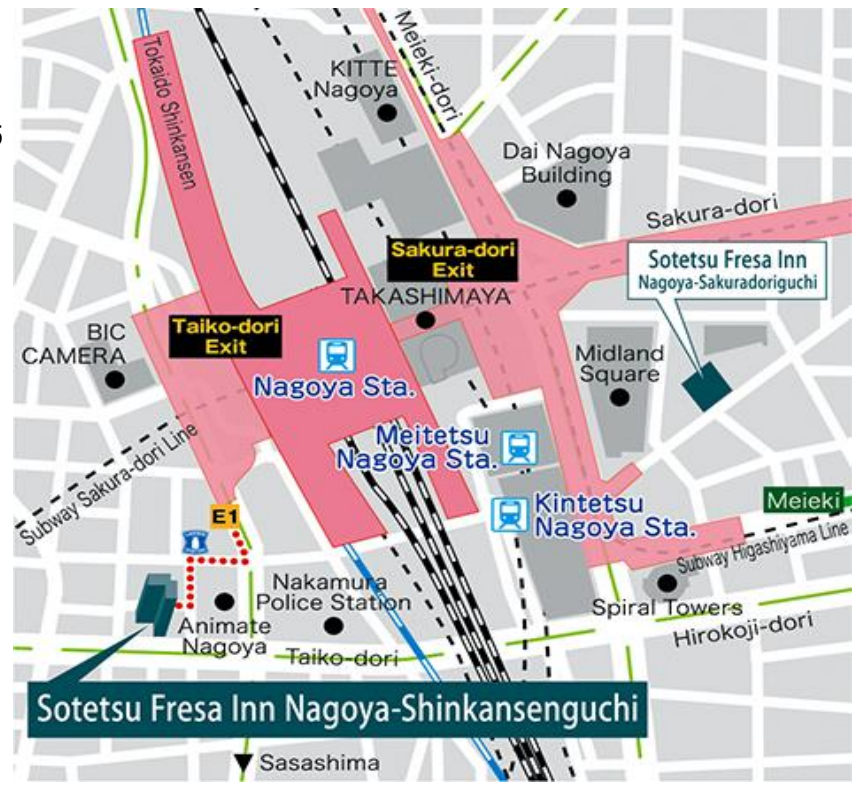 Tokaido Shinkansen
KITTE
Nagoya
Meieki-dori
Dai Nagoya
Building
Sakura-dori
Sakura-dori
Exit
TAKASHIMAYA
Sotetsu Fresa Inn
Nagoya-Sakuradoriguchi
Taiko-dori
Exit
BIC
CAMERA
Nagoya Sta.
Midland
Square
Meitetsu
Nagoya Sta.
Subway Sakura-dori Line
Kintetsu
Nagoya Sta.
Meieki
E1
Subway Higashiyama Line
Nakamura
Police Station
Spiral Towers
Animate
Nagoya
Hirokoji-dori
Taiko-dori
Sotetsu Fresa Inn Nagoya-Shinkansenguchi
Sasashima